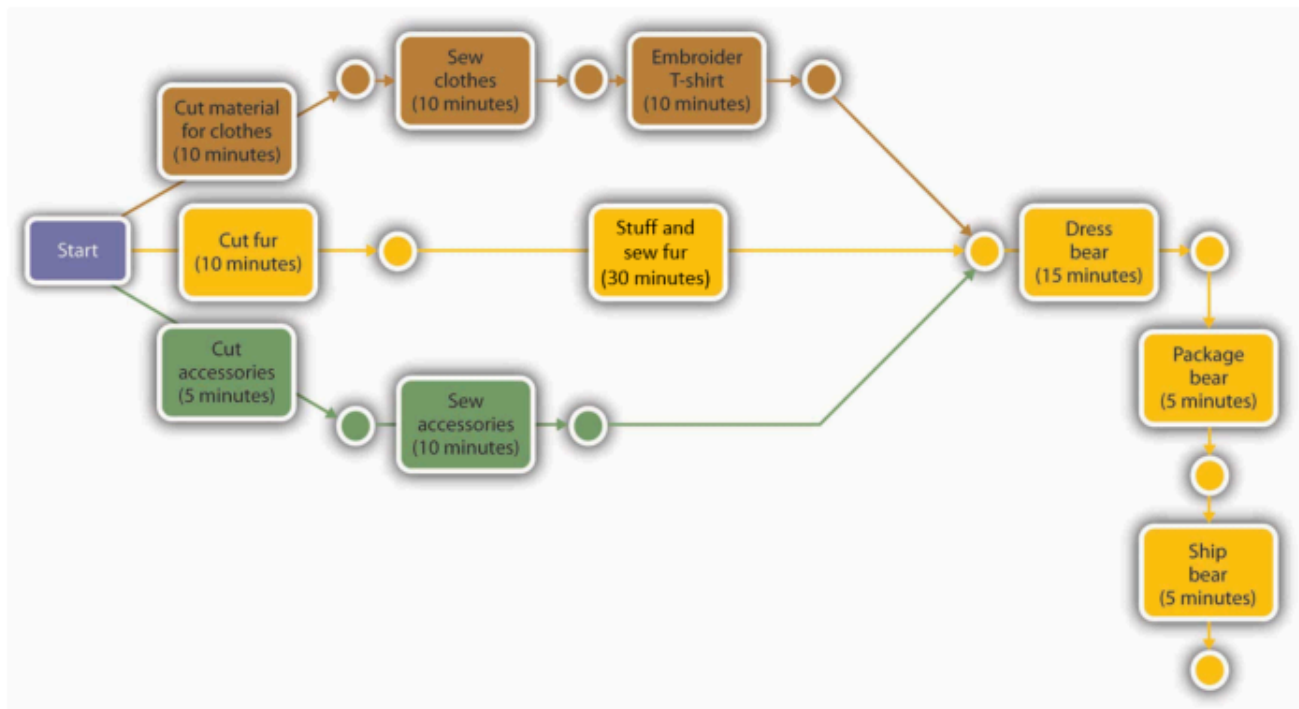 Sew
clothes
(10 minutes)
Embroider
T-shirt
(10 minutes)
Cut material
for clothes
(10 minutes)
Start
Cut fur
(10 minutes)
Stuff and
sew fur
(30 minutes)
Dress
bear
(15 minutes)
Cut
accessories
(5 minutes)
Sew
accessories
(10 minutes)
Package
bear
(5 minutes)
Ship
bear
(5 minutes)